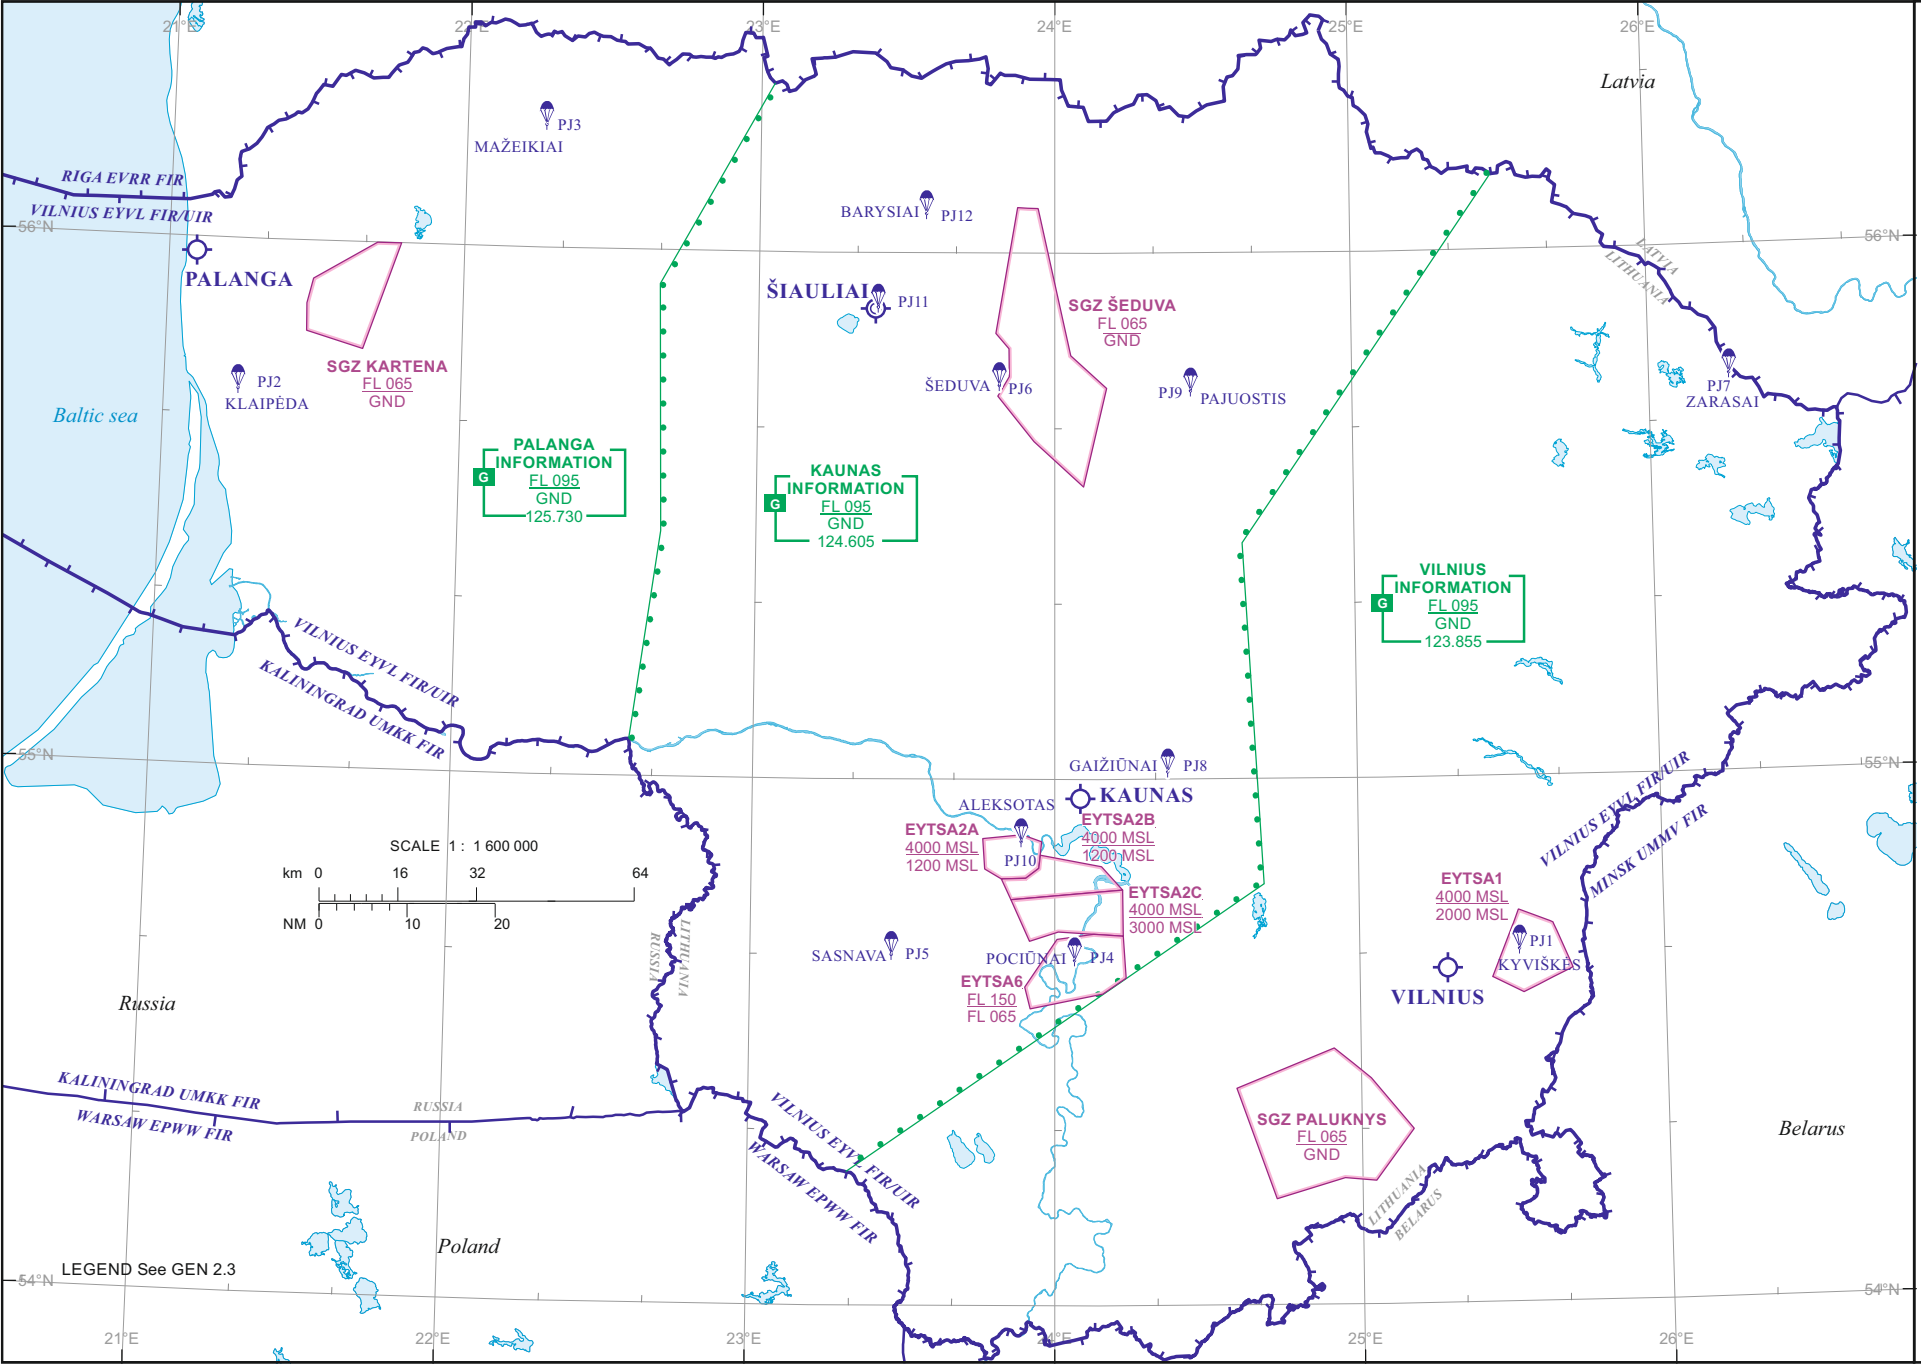 21°E
22°E
23°E
24°E
25°E
26°E
Latvia
PJ3
MAŽEIKIAI
RIGA EVRR FIR
VILNIUS EYVL FIR/UIR
56°N
56°N
BARYSIAI
PJ12
LATVIA
LITHUANIA
PALANGA
ŠIAULIAI
PJ11
SGZ ŠEDUVA
FL 065
GND
SGZ KARTENA
FL 065
GND
PJ2
KLAIPĖDA
ŠEDUVA
PJ6
PJ9
PAJUOSTIS
PJ7
ZARASAI
Baltic sea
PALANGA
INFORMATION
G
FL 095
GND
125.730
KAUNAS
INFORMATION
G
FL 095
GND
124.605
VILNIUS
INFORMATION
G
FL 095
GND
123.855
VILNIUS EYVL FIR/UIR
KALININGRAD UMKK FIR
55°N
55°N
GAIŽIŪNAI
PJ8
KAUNAS
ALEKSOTAS
PJ10
EYTSA2A
4000 MSL
1200 MSL
EYTSA2B
4000 MSL
1200 MSL
EYTSA2C
4000 MSL
3000 MSL
VILNIUS EYVL FIR/UIR
MINSK UMMV FIR
SCALE 1 : 1 600 000
km 0 16 32 64
NM 0 10 20
EYTSA1
4000 MSL
2000 MSL
PJ1
KYVIŠKĖS
VILNIUS
RUSSIA
LITHUANIA
SASNAVA
PJ5
POCIŪNAI
PJ4
EYTSA6
FL 150
FL 065
Russia
KALININGRAD UMKK FIR
WARSAW EPWW FIR
RUSSIA
POLAND
VILNIUS EYVL FIR/UIR
WARSAW EPWW FIR
SGZ PALUKNYS
FL 065
GND
Belarus
LITHUANIA
BELARUS
Poland
LEGEND See GEN 2.3
54°N
54°N
21°E
22°E
23°E
24°E
25°E
26°E